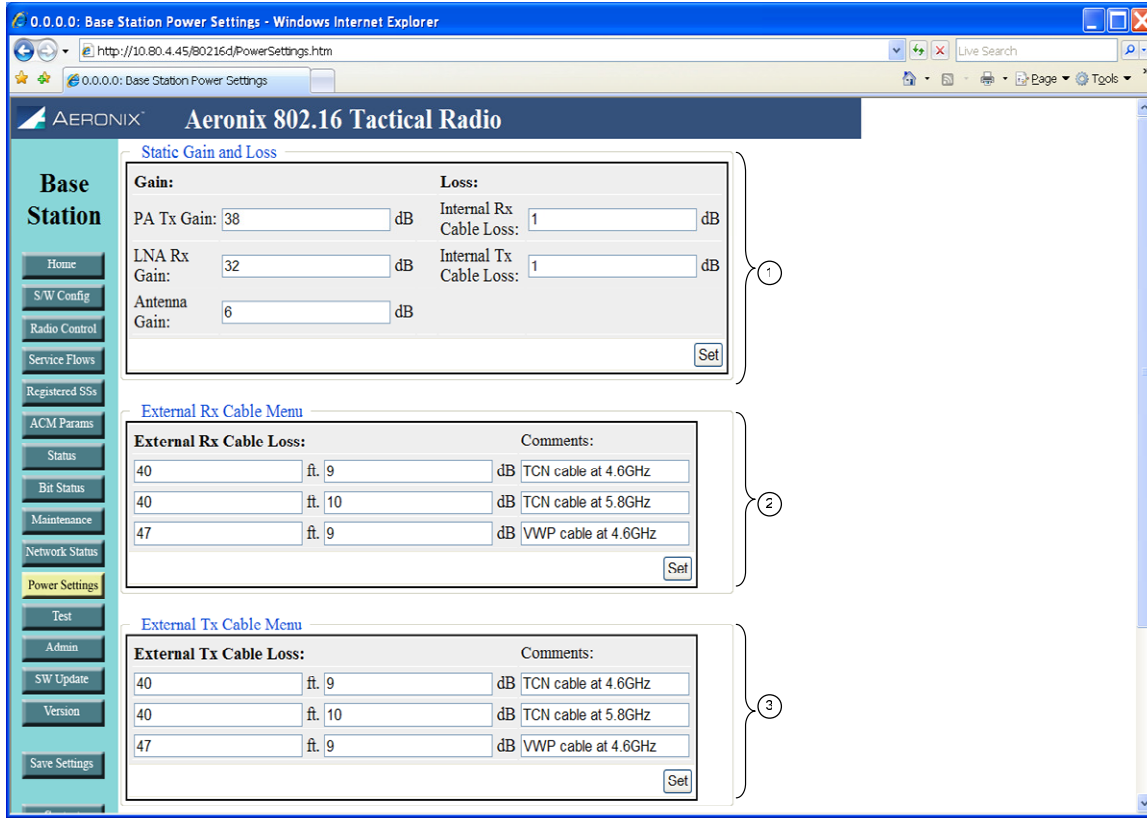 0.0.0.0: Base Station Power Settings - Windows Internet Explorer
http://10.80.4.45/80216d/PowerSettings.htm
Live Search
0.0.0.0: Base Station Power Settings
Page
Tools
AERONIX
Aeronix 802.16 Tactical Radio
Base
Station
Home
S/W Config
Radio Control
Service Flows
Registered SSs
ACM Params
Status
Bit Status
Maintenance
Network Status
Power Settings
Test
Admin
SW Update
Version
Save Settings
Static Gain and Loss
Gain: Loss:
PA Tx Gain: 38 dB Internal Rx Cable Loss: 1 dB
LNA Rx Gain: 32 dB Internal Tx Cable Loss: 1 dB
Antenna Gain: 6 dB
Set
1
External Rx Cable Menu
External Rx Cable Loss: Comments:
40 ft. 9 dB TCN cable at 4.6GHz
40 ft. 10 dB TCN cable at 5.8GHz
47 ft. 9 dB VWP cable at 4.6GHz
Set
2
External Tx Cable Menu
External Tx Cable Loss: Comments:
40 ft. 9 dB TCN cable at 4.6GHz
40 ft. 10 dB TCN cable at 5.8GHz
47 ft. 9 dB VWP cable at 4.6GHz
Set
3